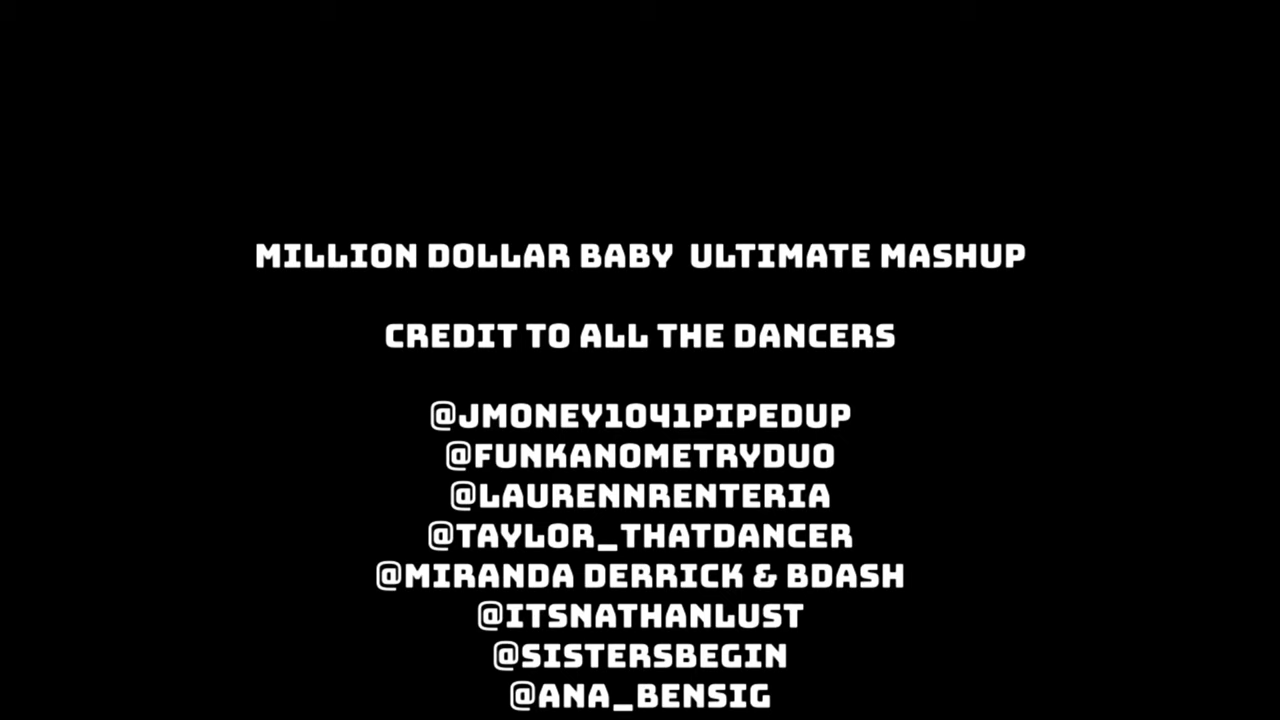 MILLION DOLLAR BABY  ULTIMATE MASHUP
CREDIT TO ALL THE DANCERS
@JMONEY1041PIPEDUP
@FUNKANOMETRYDUO
@LAURENNRENTERIA
@TAYLOR_THATDANCER
@MIRANDA DERRICK & BDASH
@ITSNATHANLUST
@SISTERSBEGIN
@ANA_BENSIG